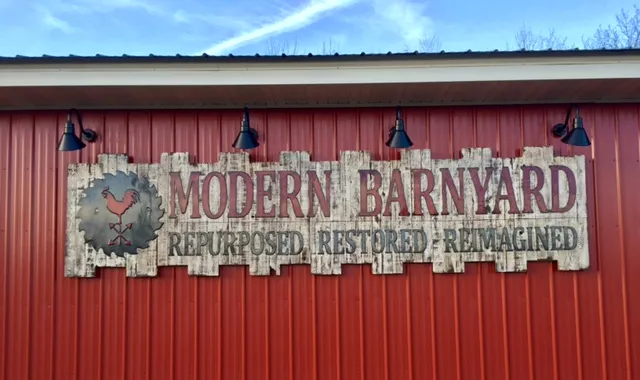 MODERN BARNYARD
REPURPOSED RESTORED-REIMAGINED